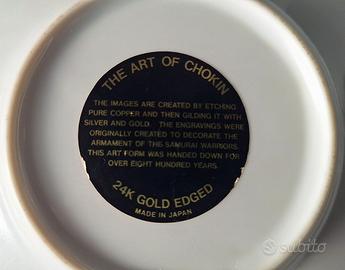 THE ART OF CHOKIN
THE IMAGES ARE CREATED BY ETCHING
PURE COPPER AND THEN GILDING IT WITH
SILVER AND GOLD. THE ENGRAVINGS WERE
ORIGINALLY CREATED TO DECORATE THE
ARMAMENT OF THE SAMURAI WARRIORS.
THIS ART FORM WAS HANDED DOWN FOR
OVER EIGHT HUNDRED YEARS.
24K GOLD EDGED
MADE IN JAPAN
subito